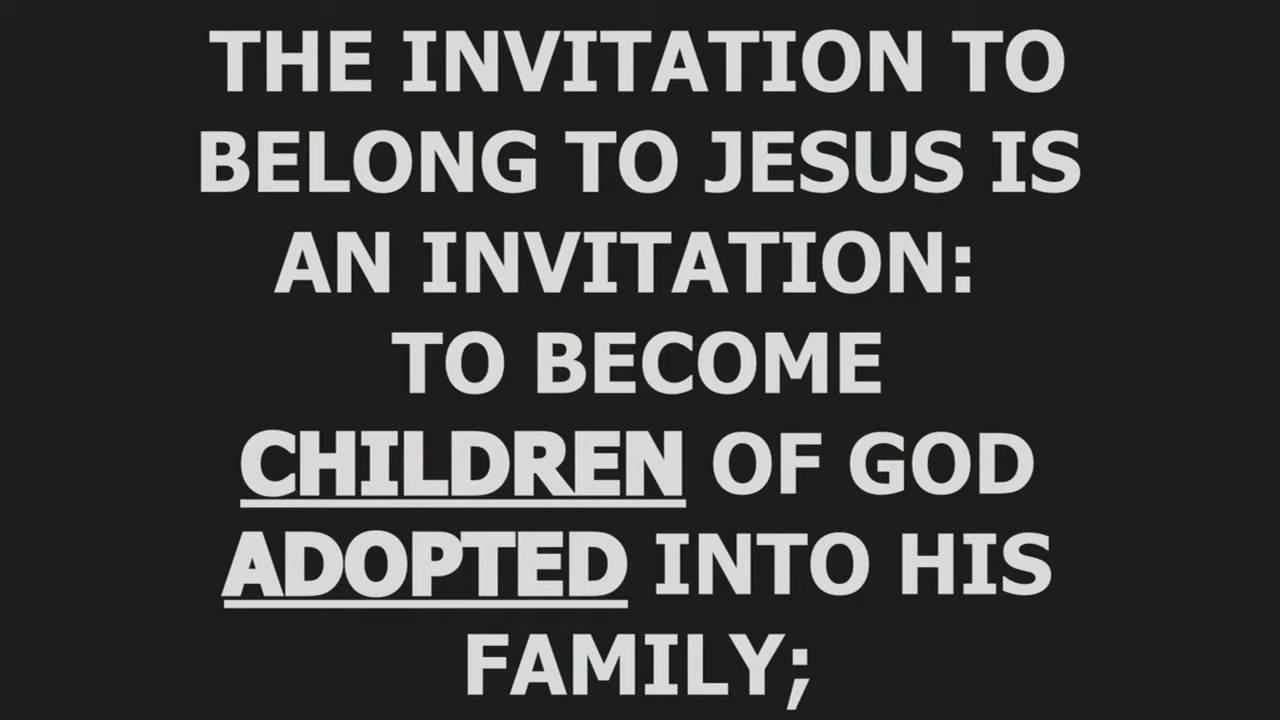 THE INVITATION TO
BELONG TO JESUS IS
AN INVITATION:
TO BECOME
CHILDREN OF GOD
ADOPTED INTO HIS
FAMILY;